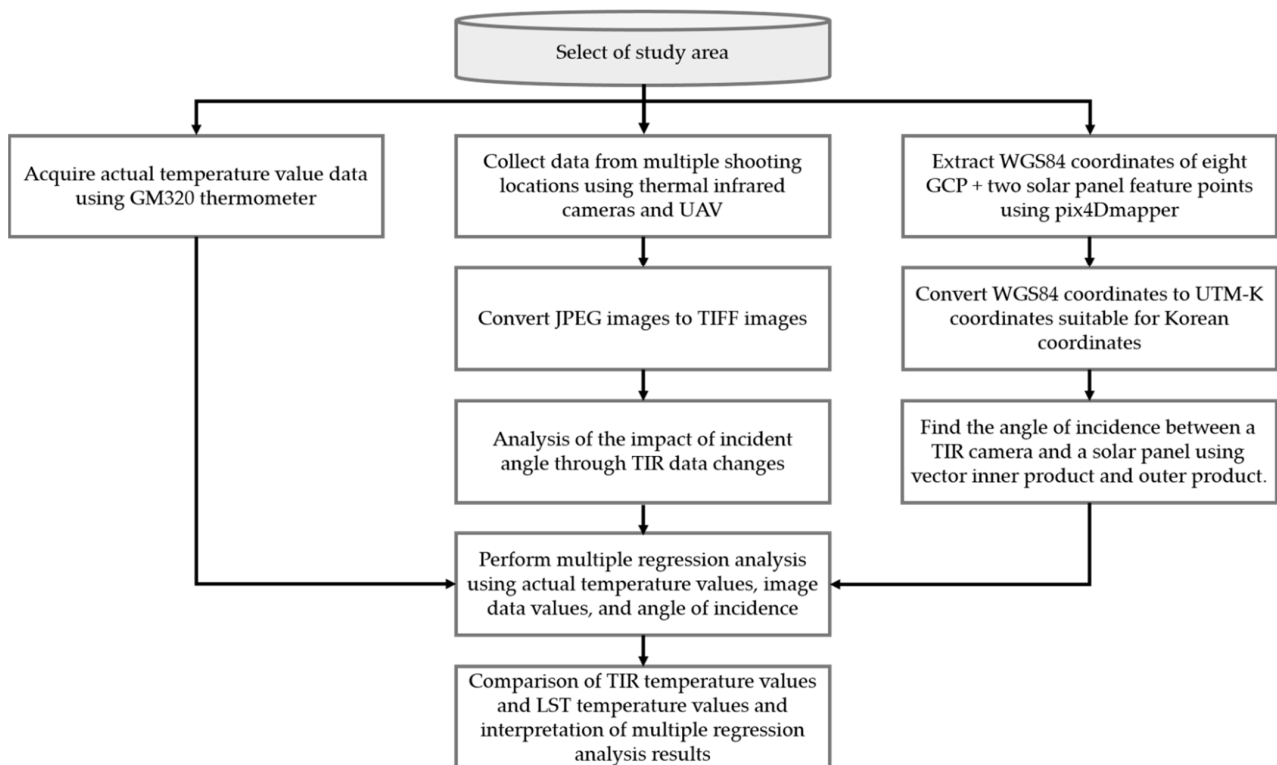 Select of study area
Acquire actual temperature value data
using GM320 thermometer
Collect data from multiple shooting
locations using thermal infrared
cameras and UAV
Extract WGS84 coordinates of eight
GCP + two solar panel feature points
using pix4Dmapper
Convert JPEG images to TIFF images
Convert WGS84 coordinates to UTM-K
coordinates suitable for Korean
coordinates
Analysis of the impact of incident
angle through TIR data changes
Find the angle of incidence between a
TIR camera and a solar panel using
vector inner product and outer product.
Perform multiple regression analysis
using actual temperature values, image
data values, and angle of incidence
Comparison of TIR temperature values
and LST temperature values and
interpretation of multiple regression
analysis results